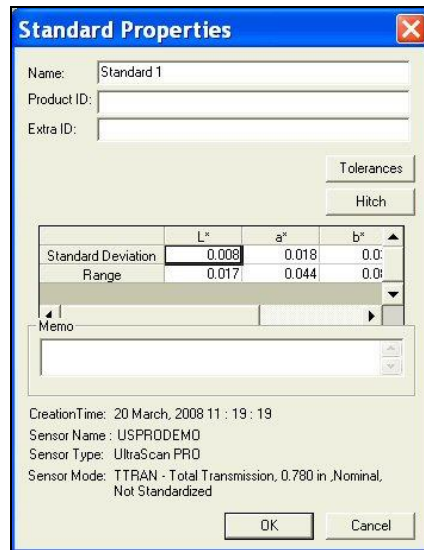 Standard Properties
Name: Standard 1
Product ID:
Extra ID:
Tolerances
Hitch
L* a* b*
Standard Deviation 0.008 0.018
Range 0.017 0.044
Memo
CreationTime: 20 March, 2008 11 : 19 : 19
Sensor Name : USPRODEMO
Sensor Type: UltraScan PRO
Sensor Mode: TTRAN - Total Transmission, 0.780 in ,Nominal,
Not Standardized
OK Cancel